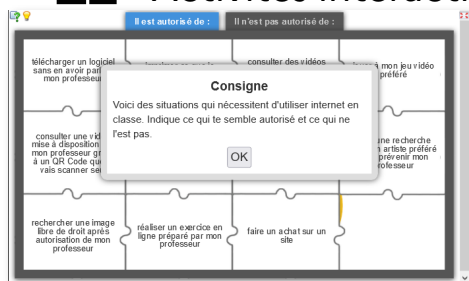 Activités interacti
Il est autorisé de :
Il n'est pas autorisé de :
télécharger un logiciel
sans en avoir
mon professeur
consulter des vidéos
mon jeu vidéo
préféré
Consigne
Voici des situations qui nécessitent d'utiliser internet en
classe. Indique ce qui te semble autorisé et ce qui ne
l'est pas.
OK
consulter une
mise à disposition
mon professeur
à un QR Code
vais scanner
une recherche
artiste préféré
prévenir mon
professeur
rechercher une image
libre de droit après
autorisation de mon
professeur
réaliser un exercice en
ligne préparé par mon
professeur
faire un achat sur un
site